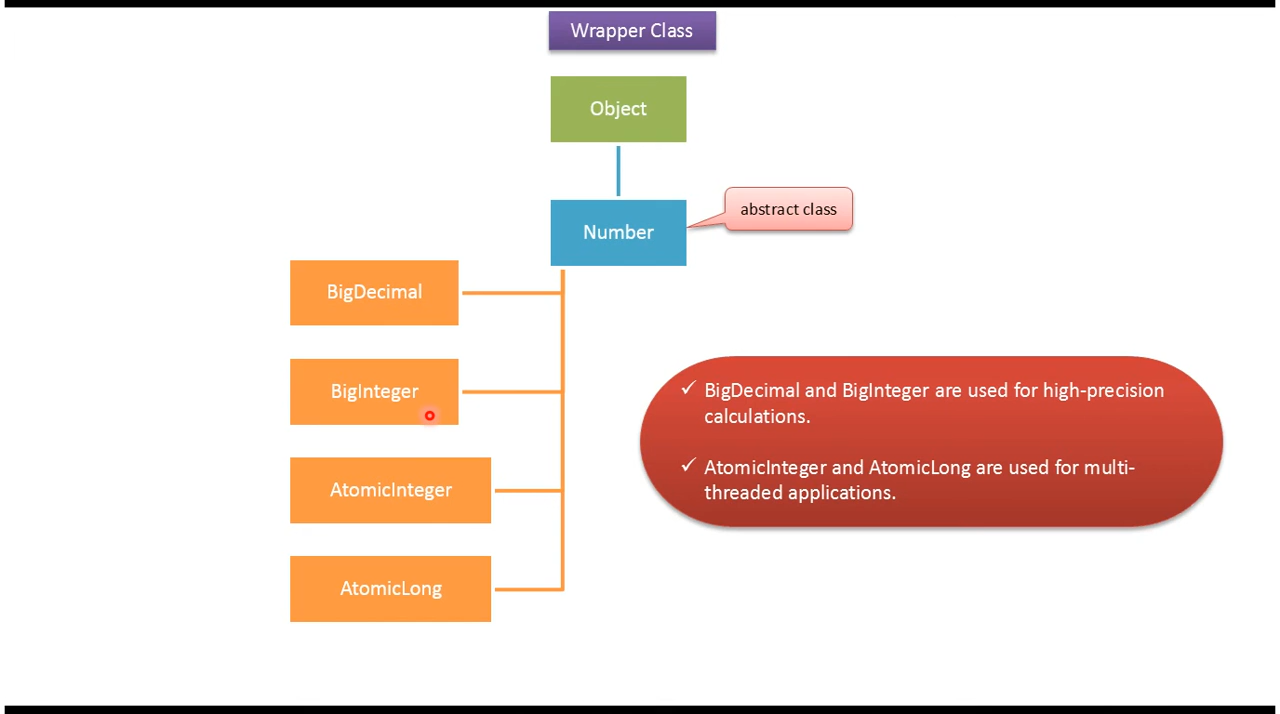 Wrapper Class
Object
Number
abstract class
BigDecimal
BigInteger
AtomicInteger
AtomicLong
✓ BigDecimal and BigInteger are used for high-precision
calculations.
✓ AtomicInteger and AtomicLong are used for multi-
threaded applications.